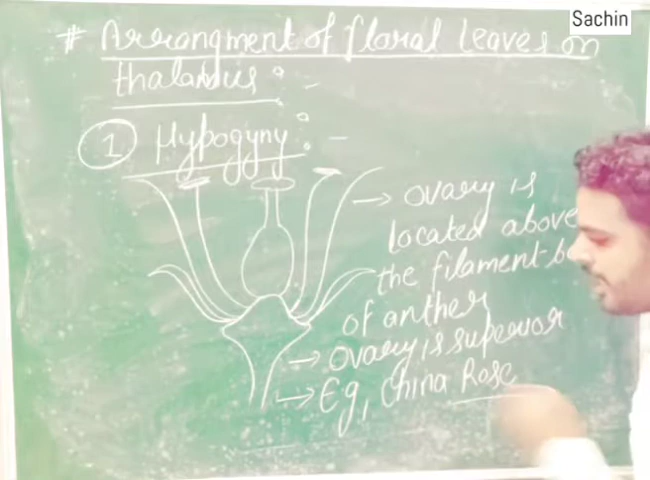 Sachin
# Arrangment of floral leaves on
thalamus : -
1 Hypogyny : -
→ ovary is
located above
the filament
of anther
→ ovary is superior
→ Eg, China Rose